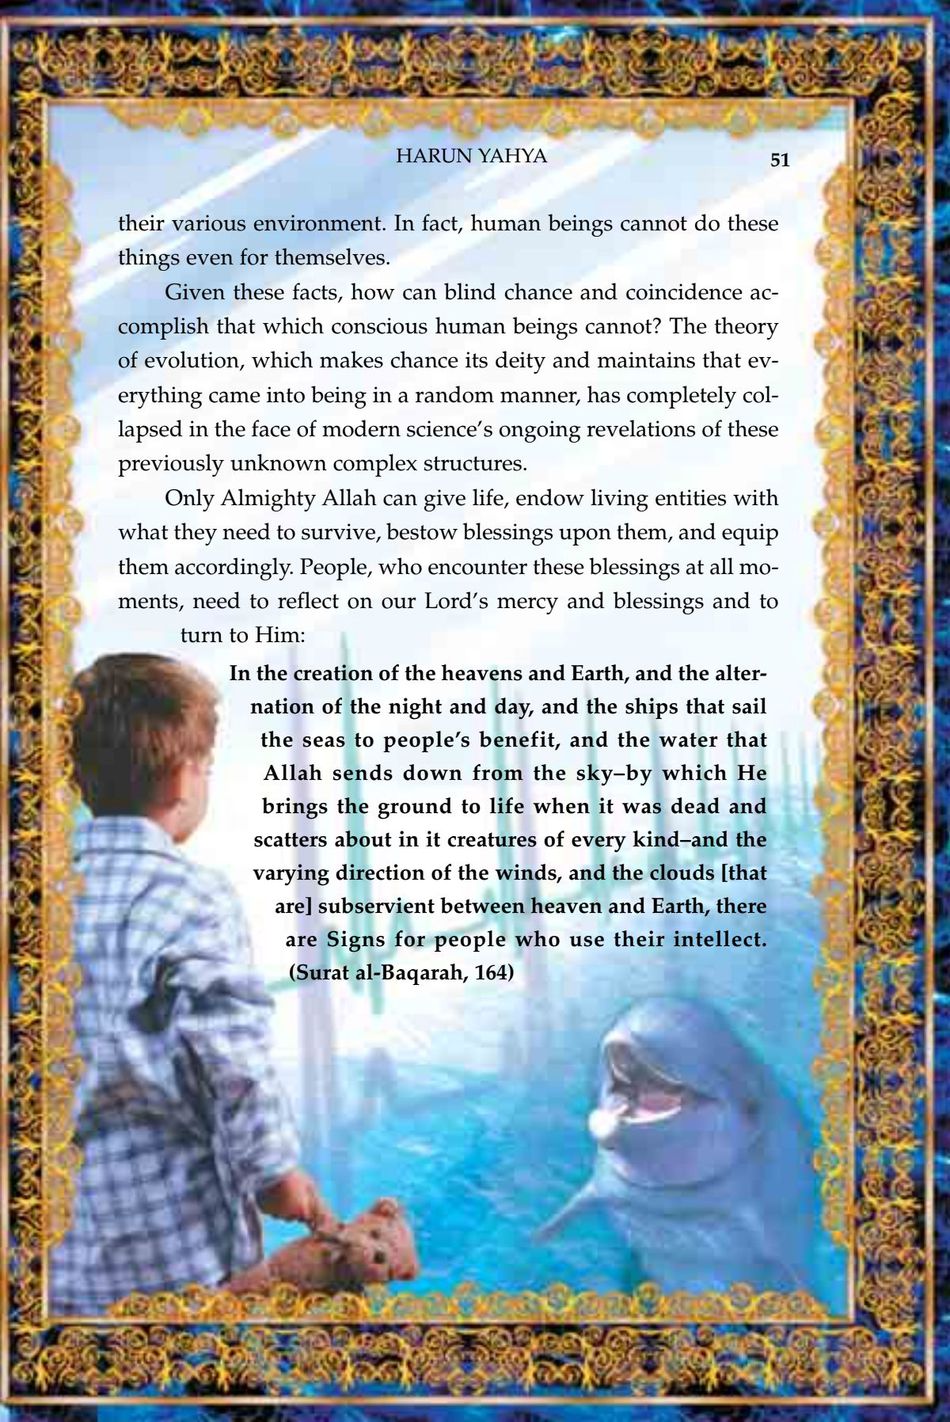 HARUN YAHYA 51
their various environment. In fact, human beings cannot do these
things even for themselves.
Given these facts, how can blind chance and coincidence ac-
complish that which conscious human beings cannot? The theory
of evolution, which makes chance its deity and maintains that ev-
erything came into being in a random manner, has completely col-
lapsed in the face of modern science's ongoing revelations of these
previously unknown complex structures.
Only Almighty Allah can give life, endow living entities with
what they need to survive, bestow blessings upon them, and equip
them accordingly. People, who encounter these blessings at all mo-
ments, need to reflect on our Lord's mercy and blessings and to
turn to Him:
In the creation of the heavens and Earth, and the alter-
nation of the night and day, and the ships that sail
the seas to people's benefit, and the water that
Allah sends down from the sky–by which He
brings the ground to life when it was dead and
scatters about in it creatures of every kind–and the
varying direction of the winds, and the clouds [that
are] subservient between heaven and Earth, there
are Signs for people who use their intellect.
(Surat al-Baqarah, 164)